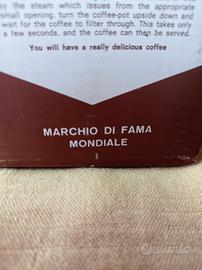 by the steam which issues from the appropriate
small opening, turn the coffee-pot upside down and
wait for the coffee to filter through. This takes only
a few seconds, and the coffee can then be served.
You will have a really delicious coffee
MARCHIO DI FAMA
MONDIALE
1
subito